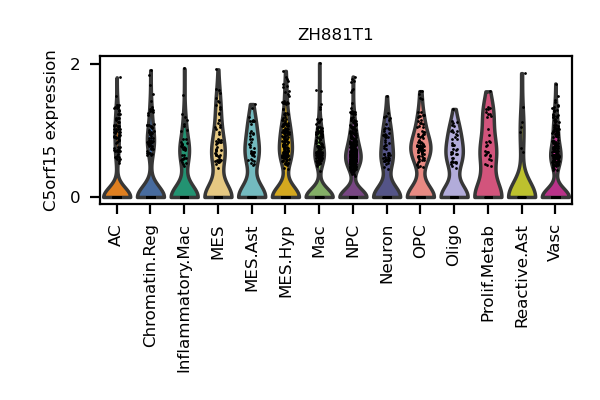 ZH881T1
C5orf15 expression
2
0
AC
Chromatin.Reg
Inflammatory.Mac
MES
MES.Ast
MES.Hyp
Mac
NPC
Neuron
OPC
Oligo
Prolif.Metab
Reactive.Ast
Vasc